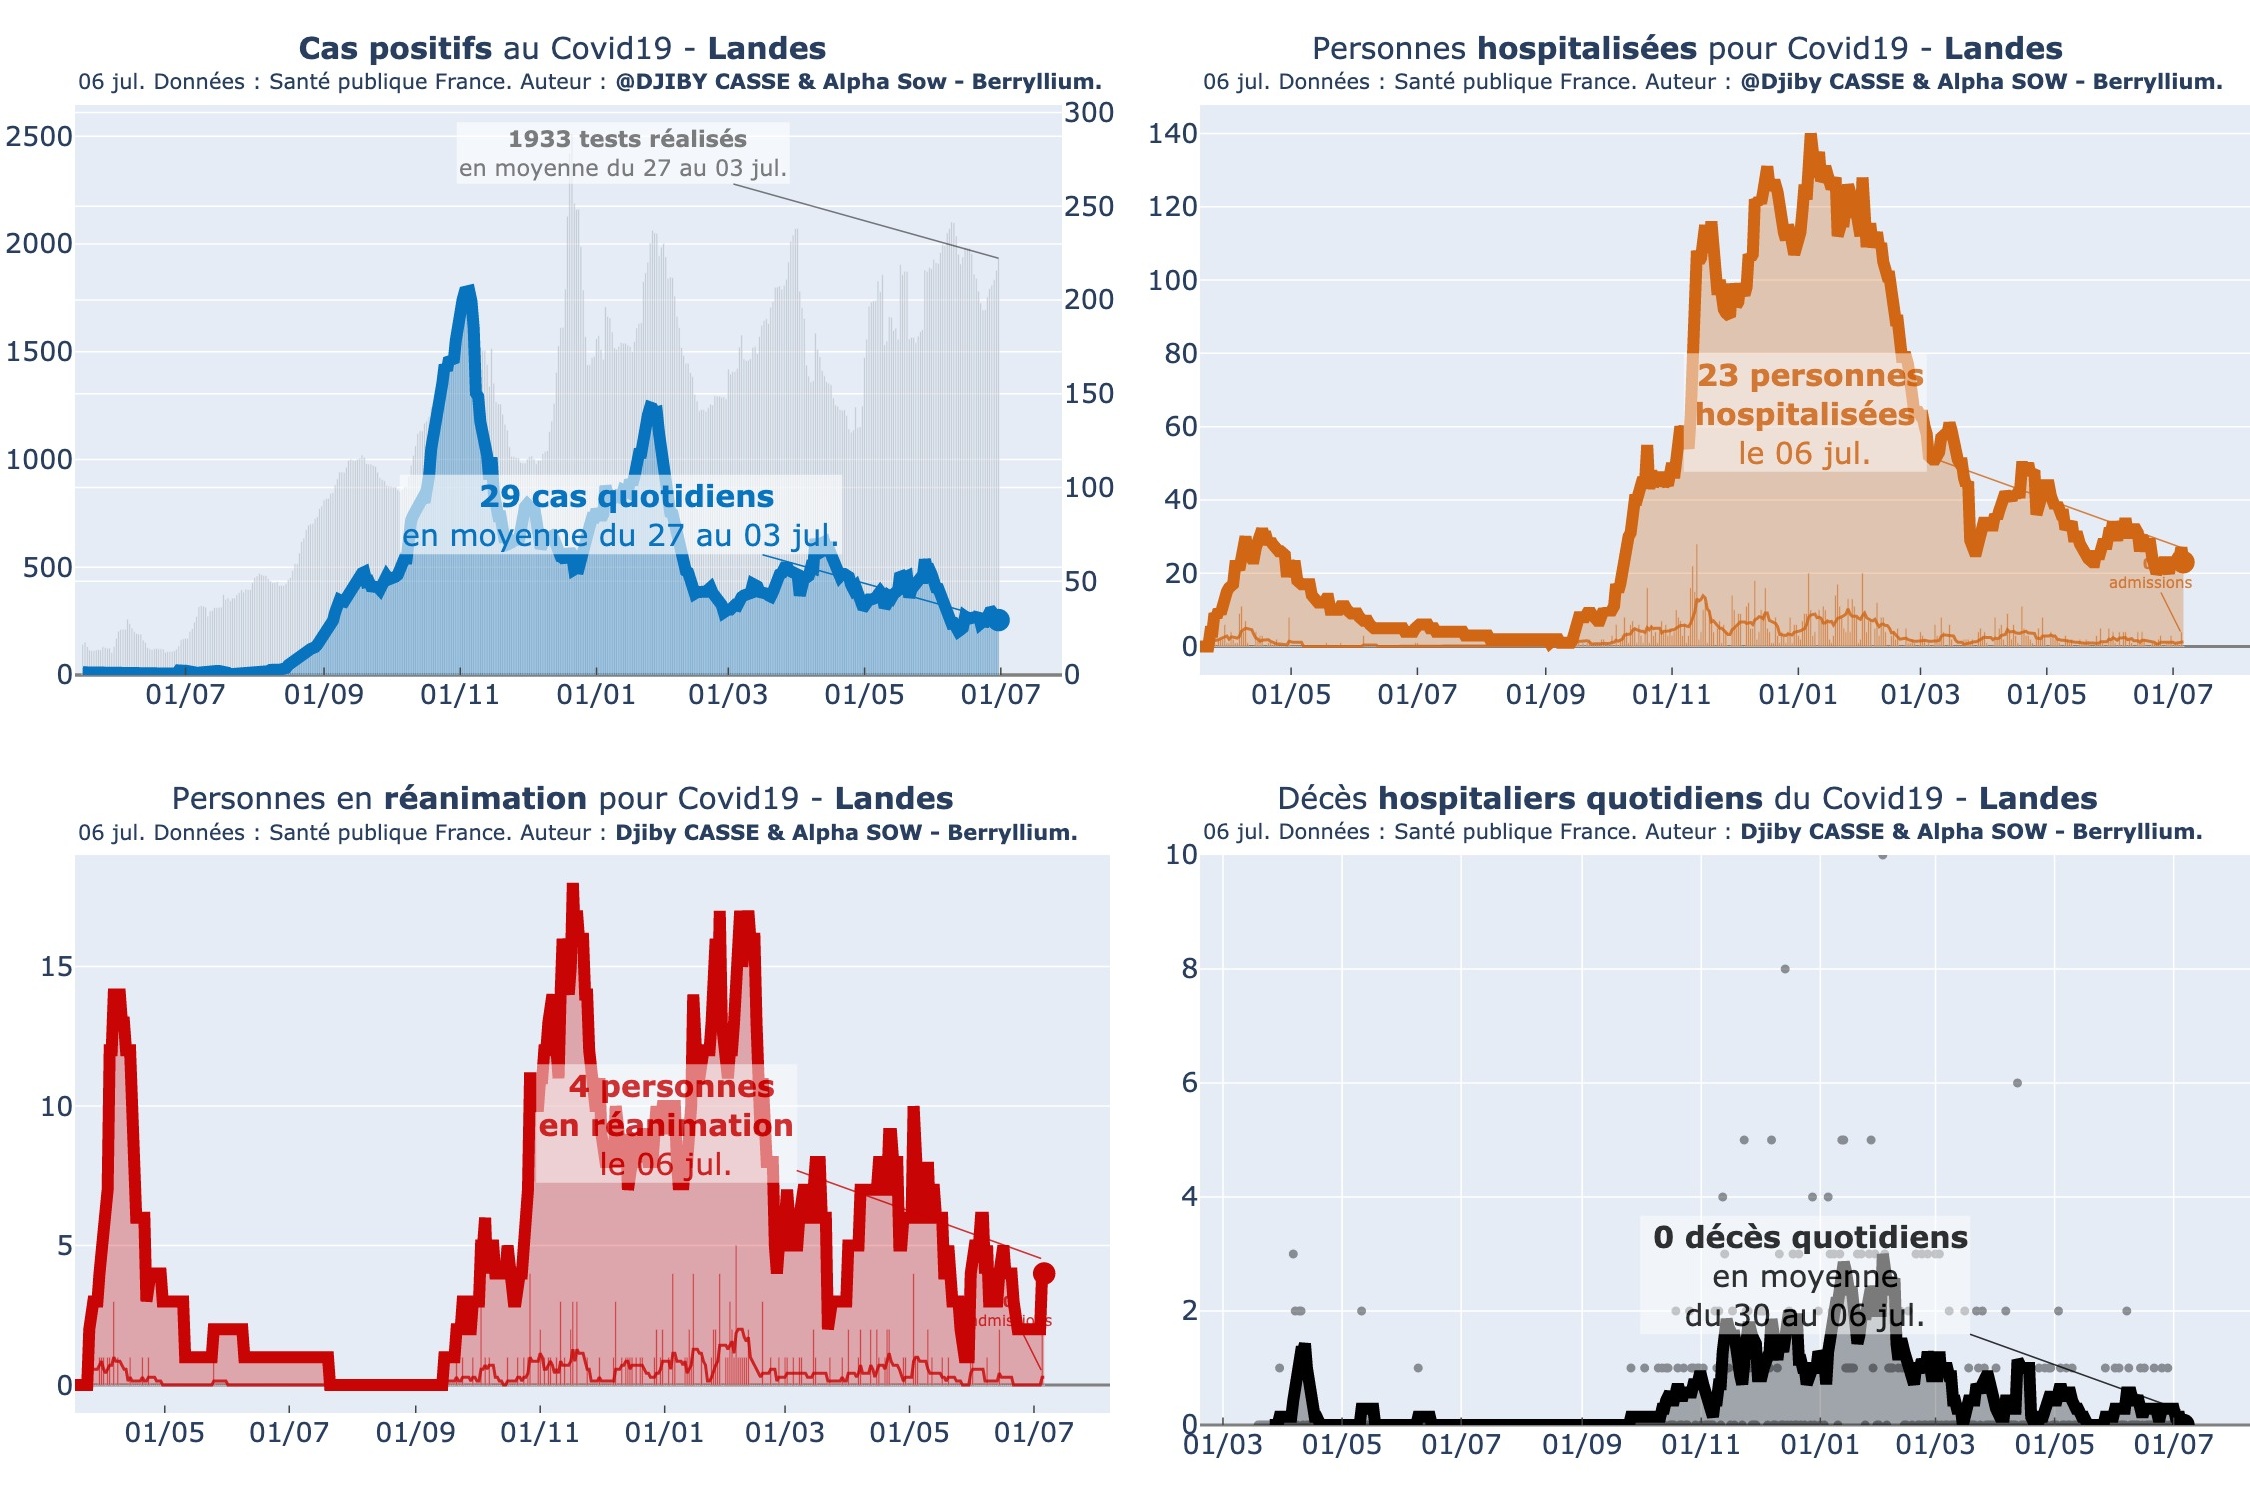 Cas positifs au Covid19 - Landes
06 jul. Données : Santé publique France. Auteur : @DJIBY CASSE & Alpha Sow - Berryllium.
2500
2000
1500
1000
500
0
300
250
200
150
100
50
0
1933 tests réalisés
en moyenne du 27 au 03 jul.
29 cas quotidiens
en moyenne du 27 au 03 jul.
01/07 01/09 01/11 01/01 01/03 01/05 01/07
Personnes hospitalisées pour Covid19 - Landes
06 jul. Données : Santé publique France. Auteur : @Djiby CASSE & Alpha SOW - Berryllium.
140
120
100
80
60
40
20
0
23 personnes
hospitalisées
le 06 jul.
admissions
01/05 01/07 01/09 01/11 01/01 01/03 01/05 01/07
Personnes en réanimation pour Covid19 - Landes
06 jul. Données : Santé publique France. Auteur : Djiby CASSE & Alpha SOW - Berryllium.
15
10
5
0
4 personnes
en réanimation
le 06 jul.
admissions
01/05 01/07 01/09 01/11 01/01 01/03 01/05 01/07
Décès hospitaliers quotidiens du Covid19 - Landes
06 jul. Données : Santé publique France. Auteur : Djiby CASSE & Alpha SOW - Berryllium.
10
8
6
4
2
0
0 décès quotidiens
en moyenne
du 30 au 06 jul.
01/03 01/05 01/07 01/09 01/11 01/01 01/03 01/05 01/07